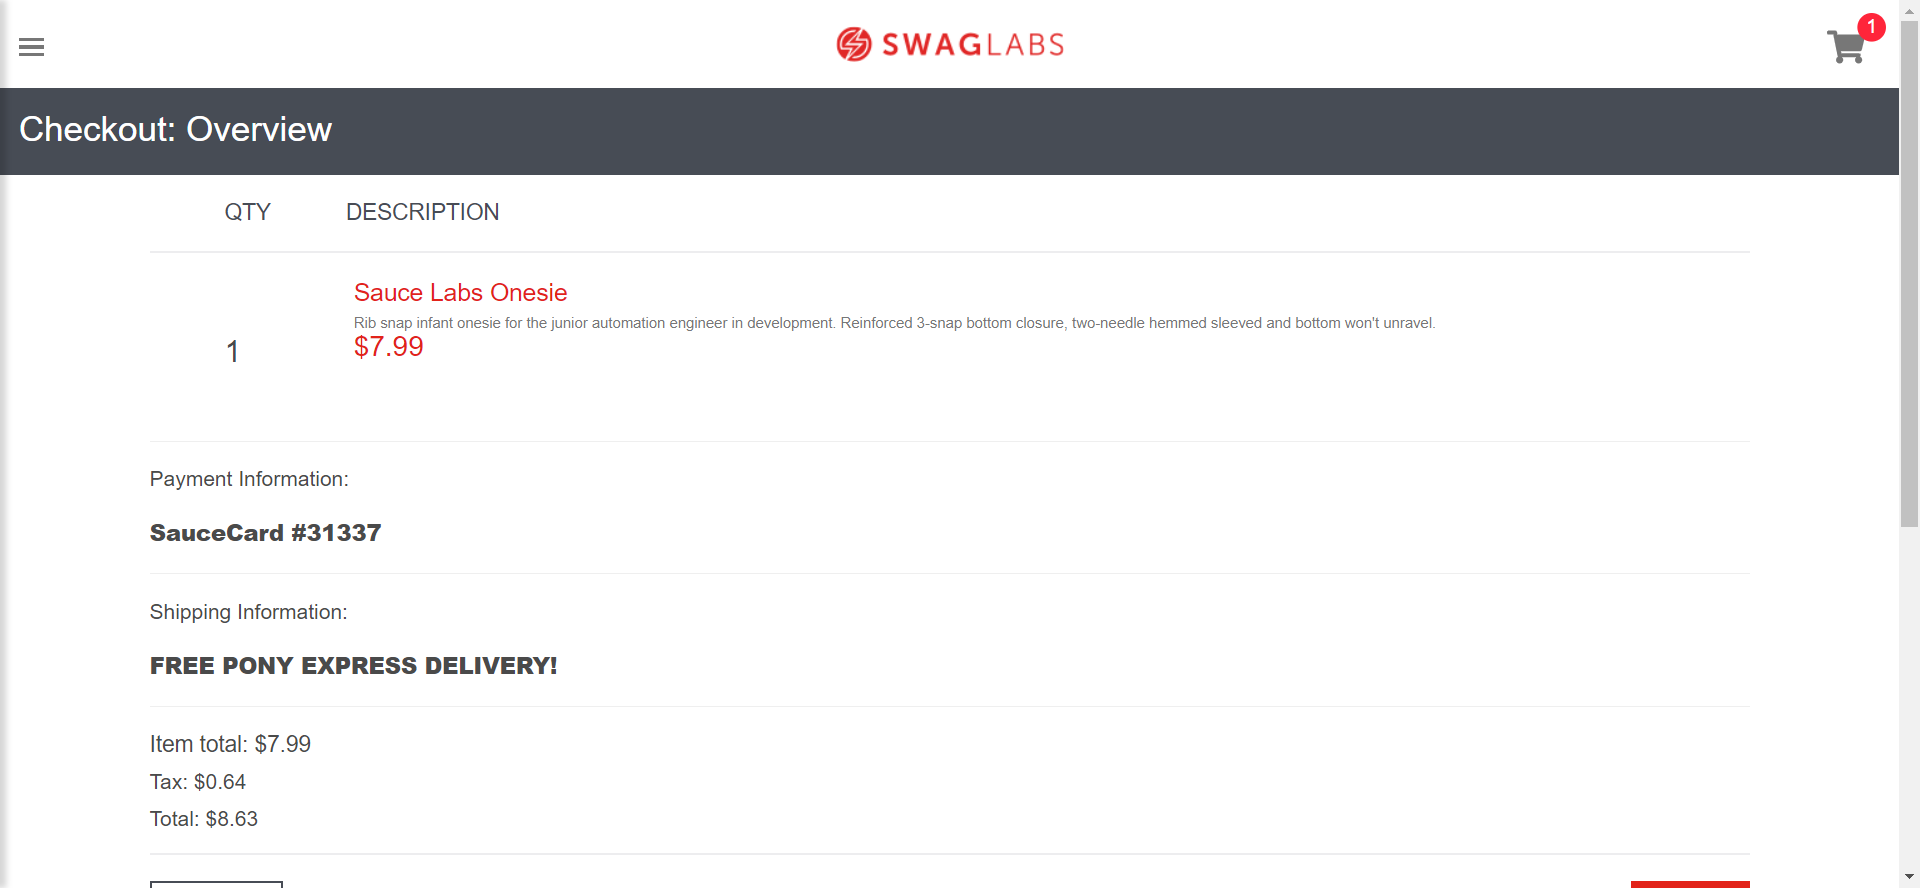 SWAGLABS
1
Checkout: Overview
QTY DESCRIPTION
Sauce Labs Onesie
Rib snap infant onesie for the junior automation engineer in development. Reinforced 3-snap bottom closure, two-needle hemmed sleeved and bottom won't unravel.
1
$7.99
Payment Information:
SauceCard #31337
Shipping Information:
FREE PONY EXPRESS DELIVERY!
Item total: $7.99
Tax: $0.64
Total: $8.63